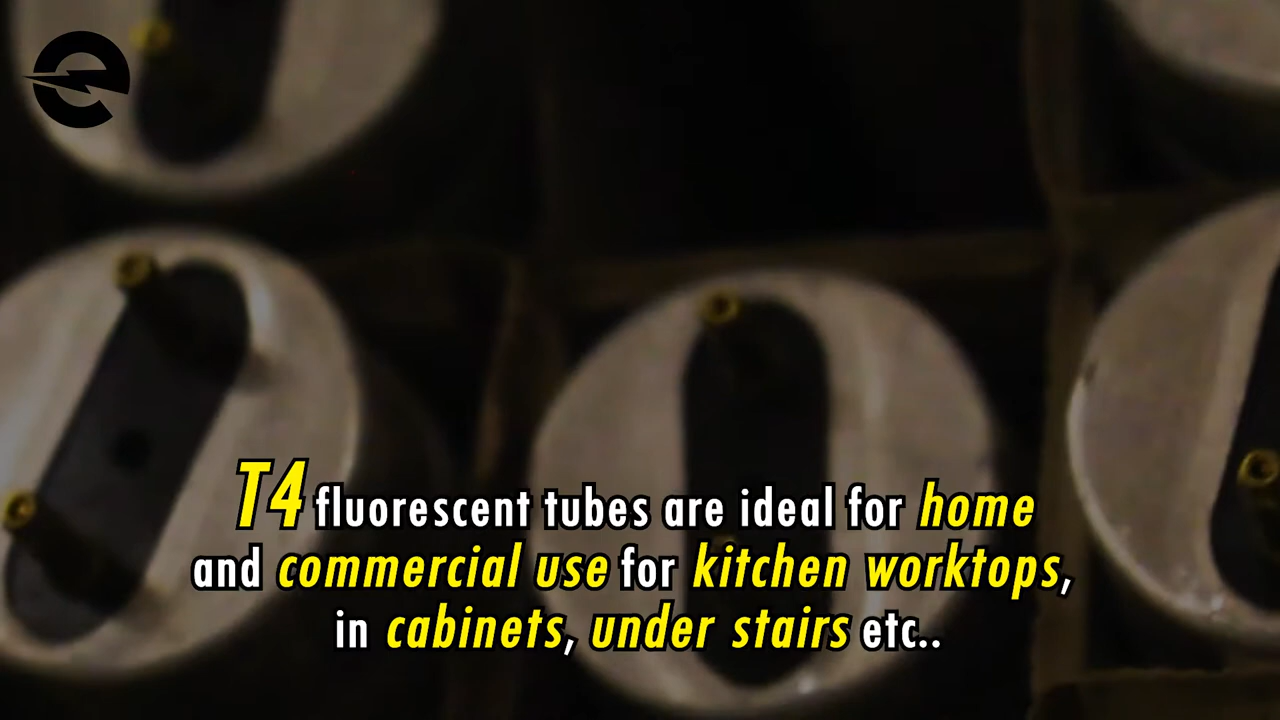 T4 fluorescent tubes are ideal for home
and commercial use for kitchen worktops,
in cabinets, under stairs etc..